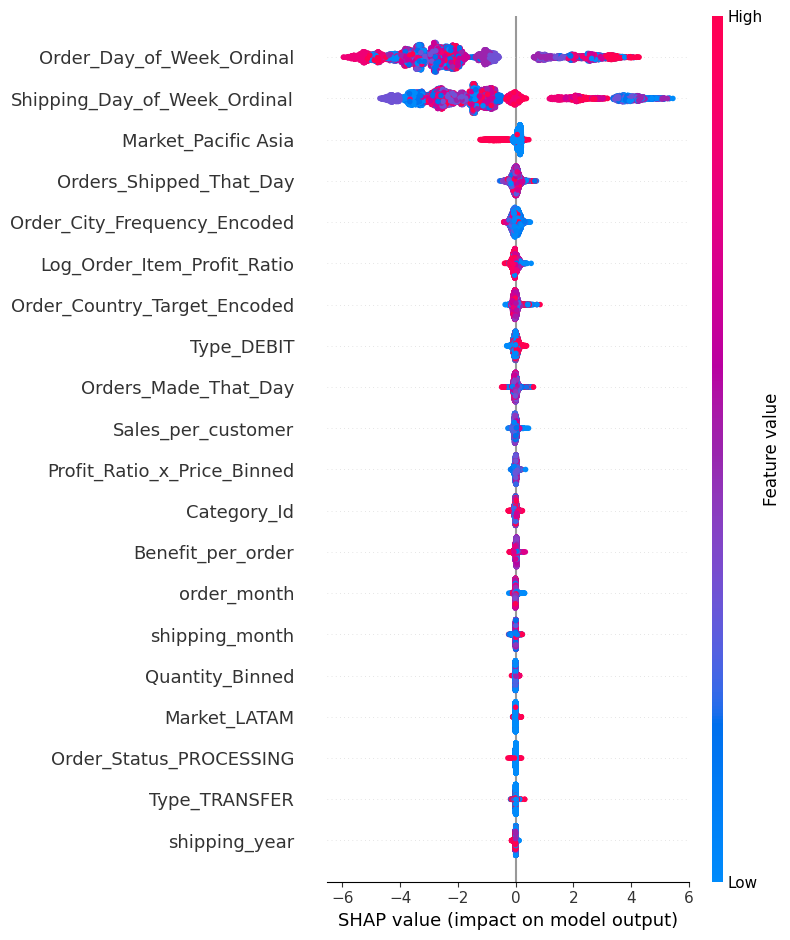 High
Order_Day_of_Week_Ordinal
Shipping_Day_of_Week_Ordinal
Market_Pacific Asia
Orders_Shipped_That_Day
Order_City_Frequency_Encoded
Log_Order_Item_Profit_Ratio
Order_Country_Target_Encoded
Type_DEBIT
Orders_Made_That_Day
Sales_per_customer
Profit_Ratio_x_Price_Binned
Category_Id
Benefit_per_order
order_month
shipping_month
Quantity_Binned
Market_LATAM
Order_Status_PROCESSING
Type_TRANSFER
shipping_year
Feature value
Low
−6 −4 −2 0 2 4 6
SHAP value (impact on model output)